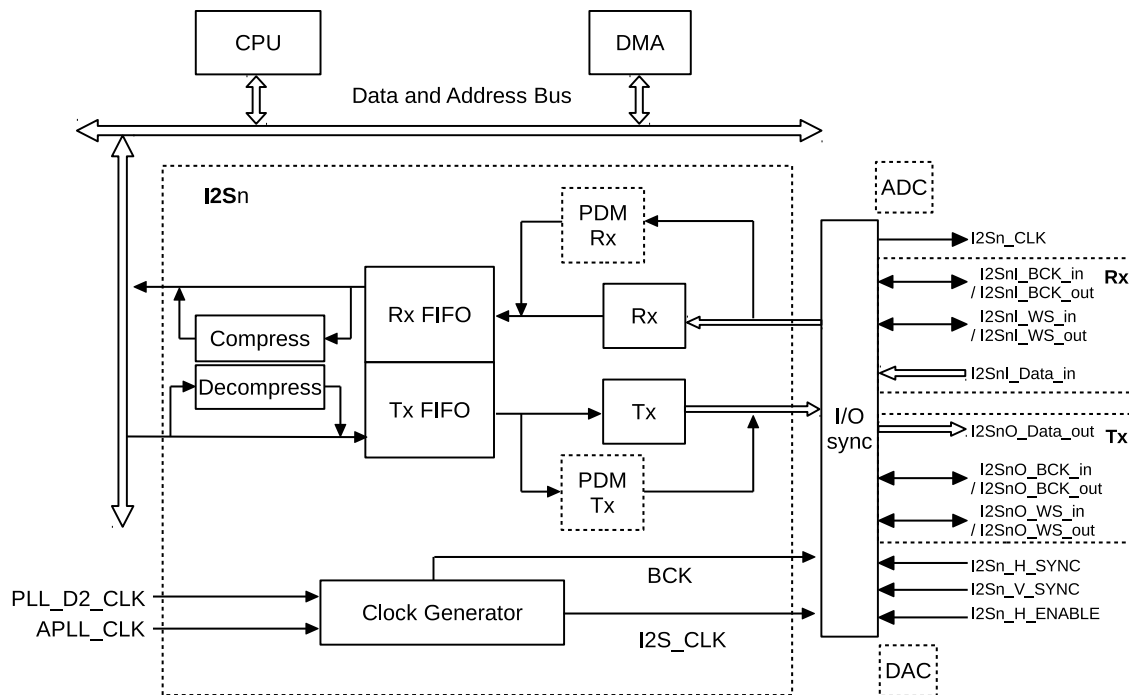 CPU
DMA
Data and Address Bus
I2Sn
ADC
PDM
Rx
I2Sn_CLK
I2SnI_BCK_in
/ I2SnI_BCK_out
Rx
Rx FIFO
Rx
I2SnI_WS_in
/ I2SnI_WS_out
Compress
I2SnI_Data_in
Decompress
Tx FIFO
Tx
I/O
sync
I2SnO_Data_out
Tx
PDM
Tx
I2SnO_BCK_in
/ I2SnO_BCK_out
I2SnO_WS_in
/ I2SnO_WS_out
BCK
I2Sn_H_SYNC
I2Sn_V_SYNC
I2Sn_H_ENABLE
PLL_D2_CLK
APLL_CLK
Clock Generator
I2S_CLK
DAC